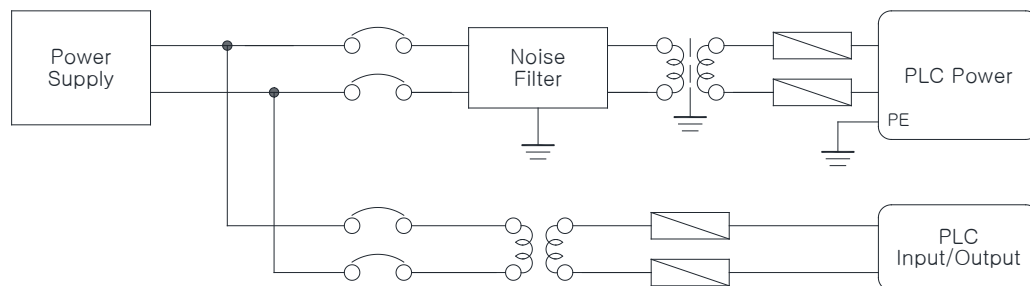 Power
Supply
Noise
Filter
PLC Power
PE
PLC
Input/Output